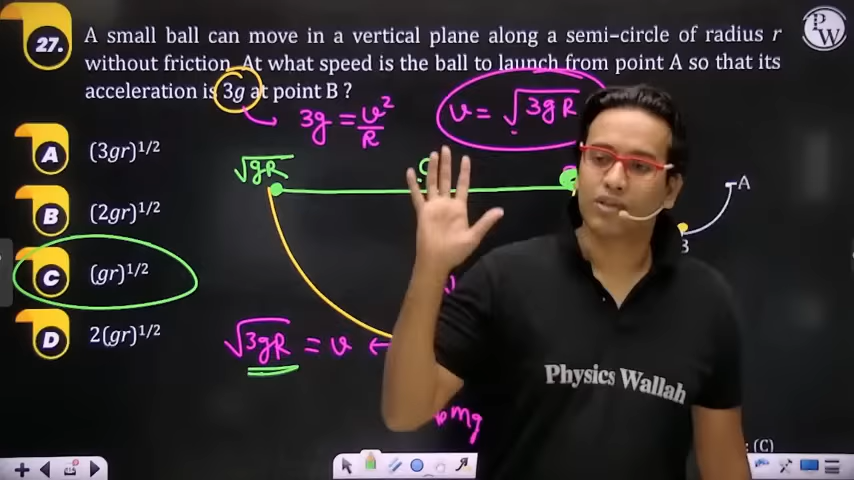 27.
A small ball can move in a vertical plane along a semi-circle of radius r
without friction. At what speed is the ball to launch from point A so that its
acceleration is 3g at point B ?
3g = v²/R
v = √3gR
A (3gr)^1/2
√gR
A
B (2gr)^1/2
B
C (gr)^1/2
√3gR = v ←
D 2(gr)^1/2
Physics Wallah
mg
: (C)
PW